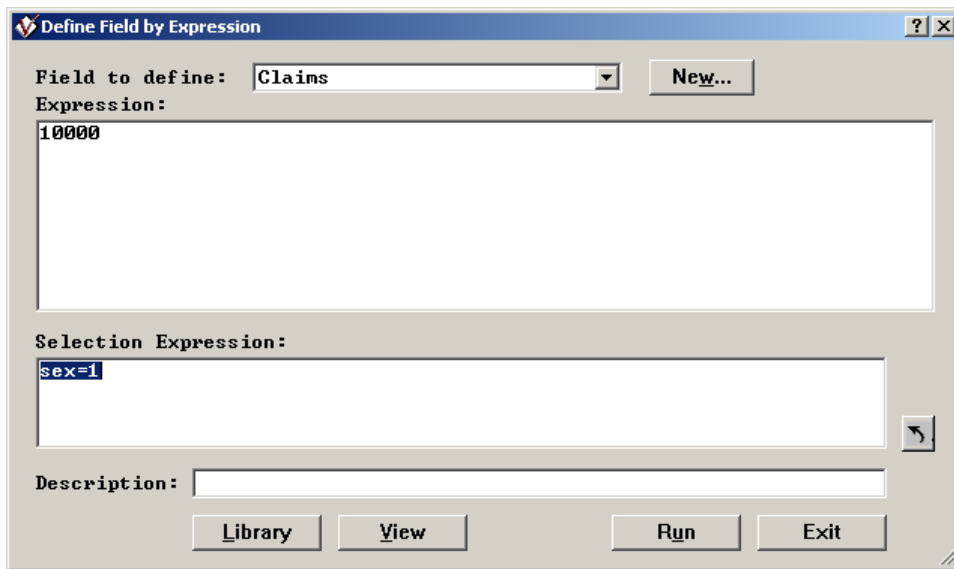 Define Field by Expression
Field to define: Claims New...
Expression:
10000
Selection Expression:
sex=1
Description:
Library View Run Exit